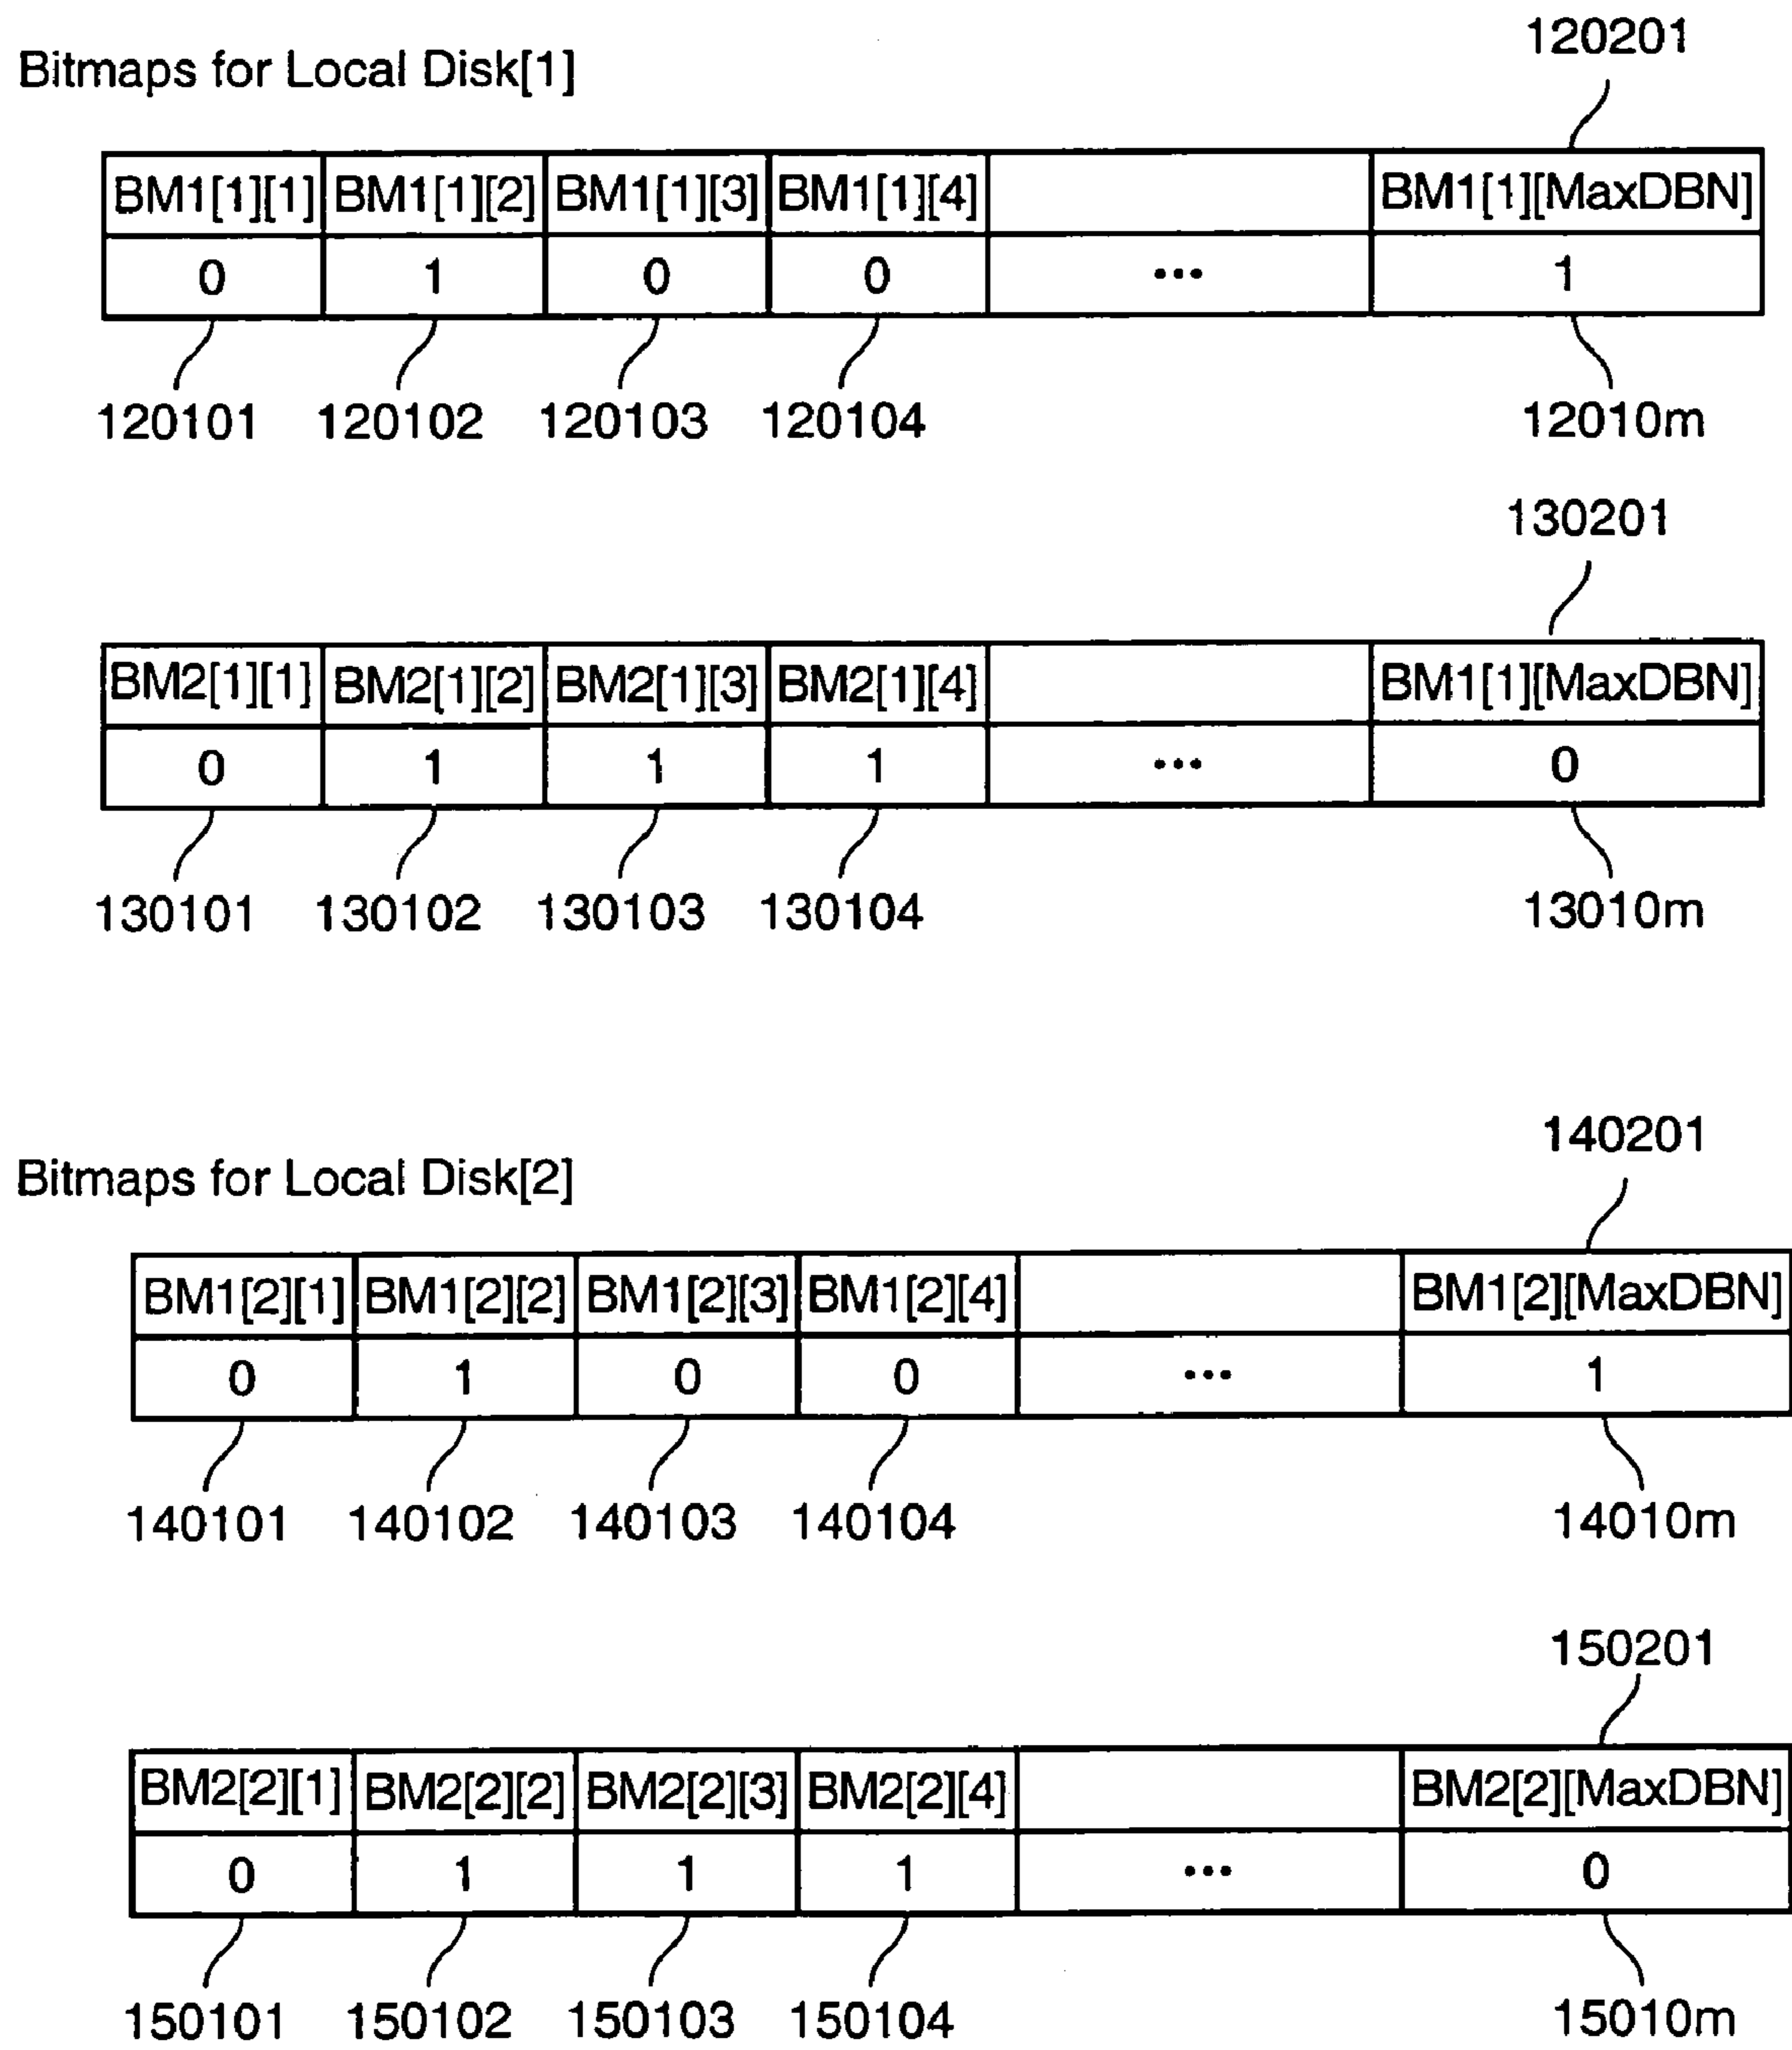 120201
Bitmaps for Local Disk[1]
BM1[1][1] BM1[1][2] BM1[1][3] BM1[1][4] BM1[1][MaxDBN]
0 1 0 0 ... 1
120101 120102 120103 120104 12010m
130201
BM2[1][1] BM2[1][2] BM2[1][3] BM2[1][4] BM1[1][MaxDBN]
0 1 1 1 ... 0
130101 130102 130103 130104 13010m
140201
Bitmaps for Local Disk[2]
BM1[2][1] BM1[2][2] BM1[2][3] BM1[2][4] BM1[2][MaxDBN]
0 1 0 0 ... 1
140101 140102 140103 140104 14010m
150201
BM2[2][1] BM2[2][2] BM2[2][3] BM2[2][4] BM2[2][MaxDBN]
0 1 1 1 ... 0
150101 150102 150103 150104 15010m